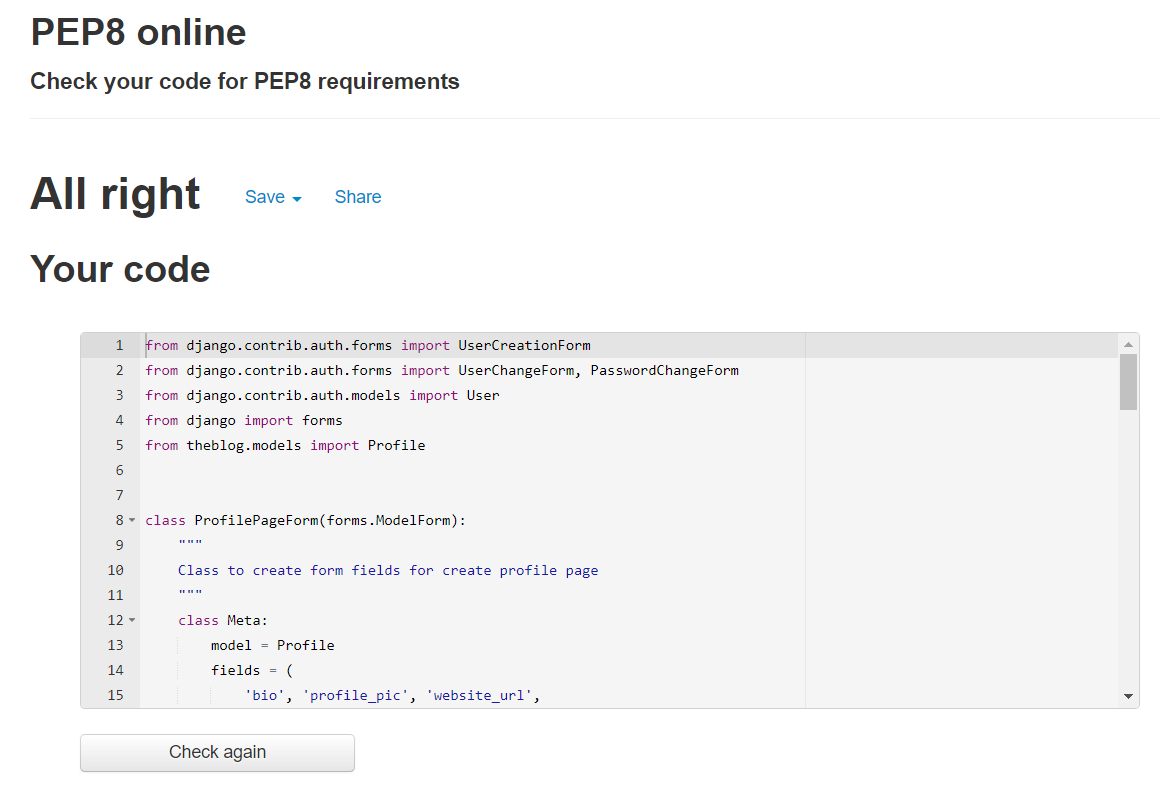 PEP8 online
Check your code for PEP8 requirements
All right Save Share
Your code
1 from django.contrib.auth.forms import UserCreationForm
2 from django.contrib.auth.forms import UserChangeForm, PasswordChangeForm
3 from django.contrib.auth.models import User
4 from django import forms
5 from theblog.models import Profile
6
7
8 class ProfilePageForm(forms.ModelForm):
9     """
10     Class to create form fields for create profile page
11     """
12     class Meta:
13         model = Profile
14         fields = (
15             'bio', 'profile_pic', 'website_url',
Check again